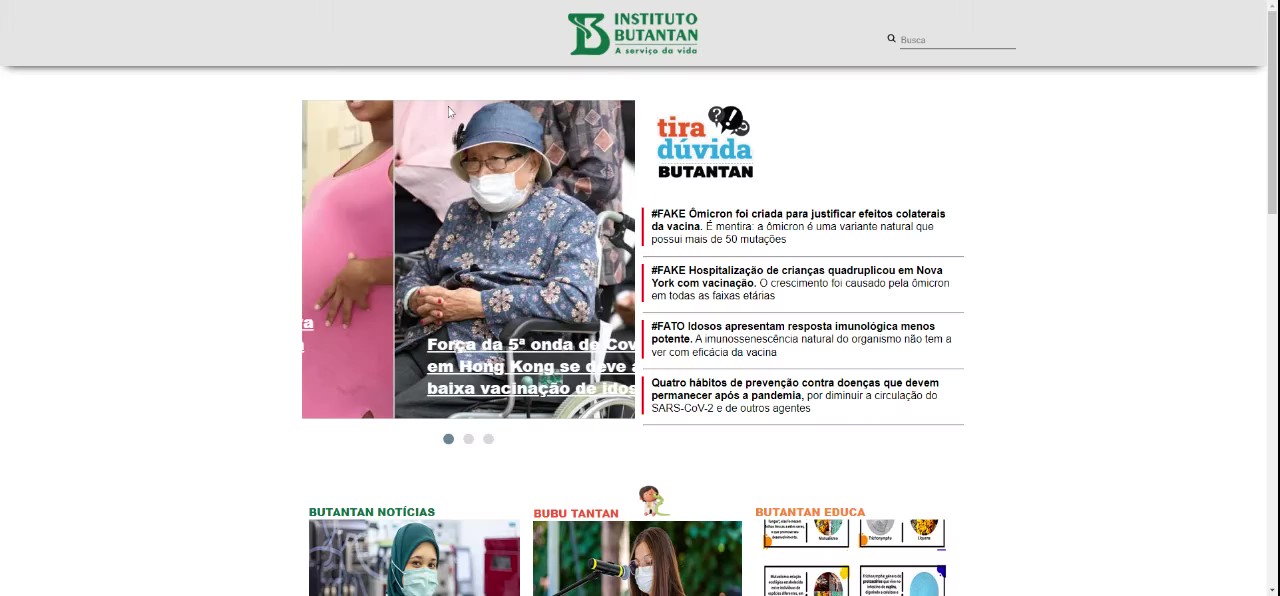 INSTITUTO
BUTANTAN
A serviço da vida
Busca
tira
dúvida
BUTANTAN
#FAKE Ômicron foi criada para justificar efeitos colaterais
da vacina. É mentira: a ômicron é uma variante natural que
possui mais de 50 mutações
#FAKE Hospitalização de crianças quadruplicou em Nova
York com vacinação. O crescimento foi causado pela ômicron
em todas as faixas etárias
#FATO Idosos apresentam resposta imunológica menos
potente. A imunossenescência natural do organismo não tem a
ver com eficácia da vacina
Quatro hábitos de prevenção contra doenças que devem
permanecer após a pandemia, por diminuir a circulação do
SARS-CoV-2 e de outros agentes
Força da 5ª onda de Cov
em Hong Kong se deve a
baixa vacinação de idos
BUTANTAN NOTÍCIAS
BUBU TANTAN
BUTANTAN EDUCA